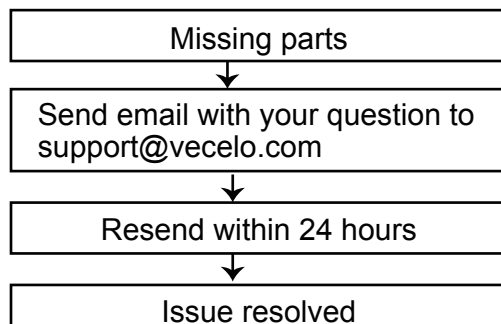 Missing parts
Send email with your question to
support@vecelo.com
Resend within 24 hours
Issue resolved